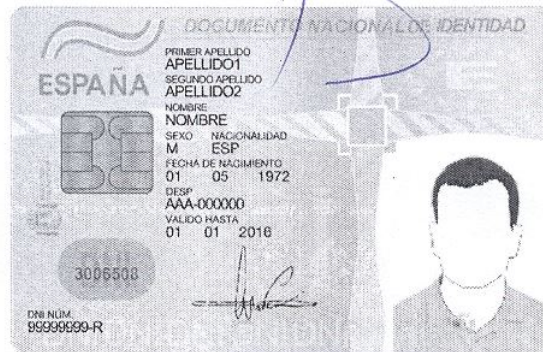 DOCUMENTO NACIONAL DE IDENTIDAD
ESPAÑA
PRIMER APELLIDO
APELLIDO1
SEGUNDO APELLIDO
APELLIDO2
NOMBRE
NOMBRE
SEXO NACIONALIDAD
M ESP
FECHA DE NACIMIENTO
01 05 1972
DESP
AAA-000000
VALIDO HASTA
01 01 2016
3006508
DNI NÚM.
99999999-R